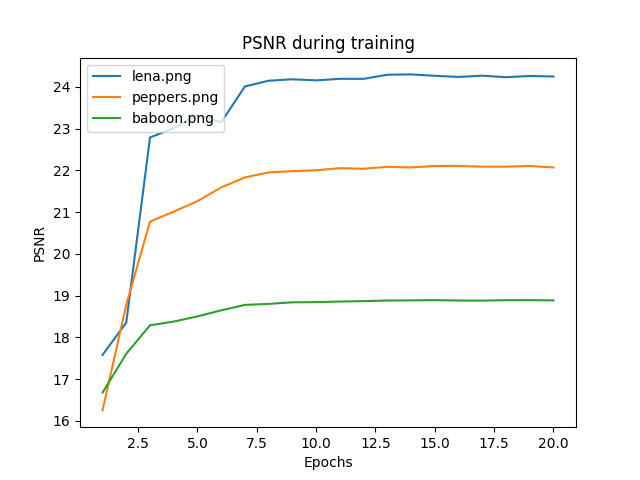 PSNR during training
lena.png
peppers.png
baboon.png
24
23
22
21
20
19
18
17
16
PSNR
2.5 5.0 7.5 10.0 12.5 15.0 17.5 20.0
Epochs